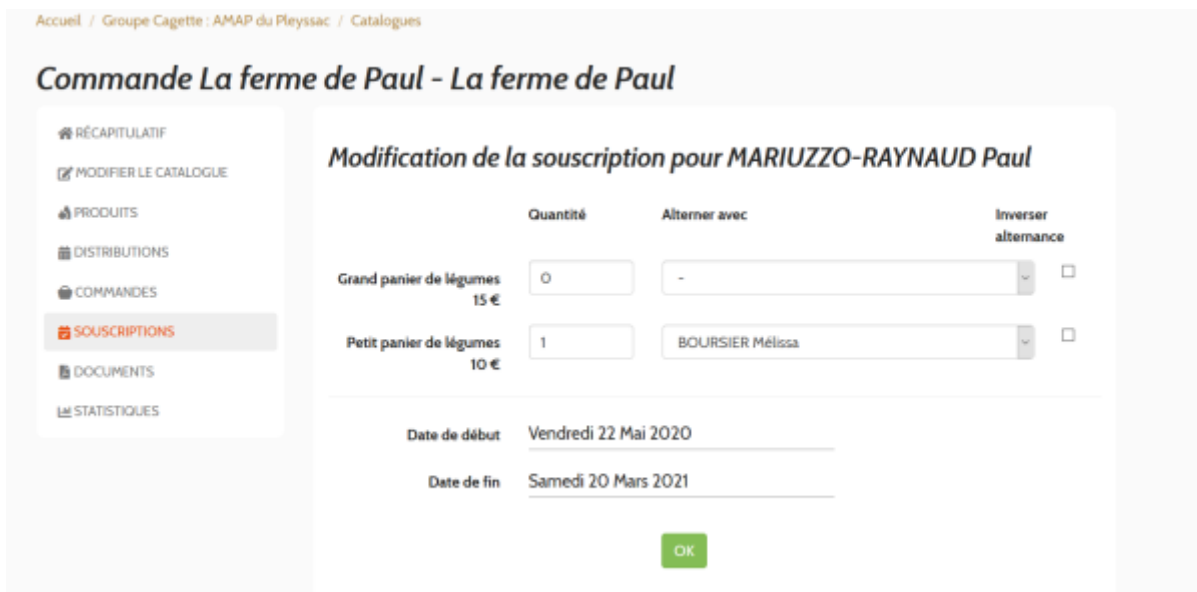 Accueil / Groupe Cagette : AMAP du Pleyssac / Catalogues
Commande La ferme de Paul - La ferme de Paul
RÉCAPITULATIF
MODIFIER LE CATALOGUE
PRODUITS
DISTRIBUTIONS
COMMANDES
SOUSCRIPTIONS
DOCUMENTS
STATISTIQUES
Modification de la souscription pour MARIUZZO-RAYNAUD Paul
Quantité Alterner avec Inverser
alternance
Grand panier de légumes 0 -
15 €
Petit panier de légumes 1 BOURSIER Mélissa
10 €
Date de début Vendredi 22 Mai 2020
Date de fin Samedi 20 Mars 2021
OK